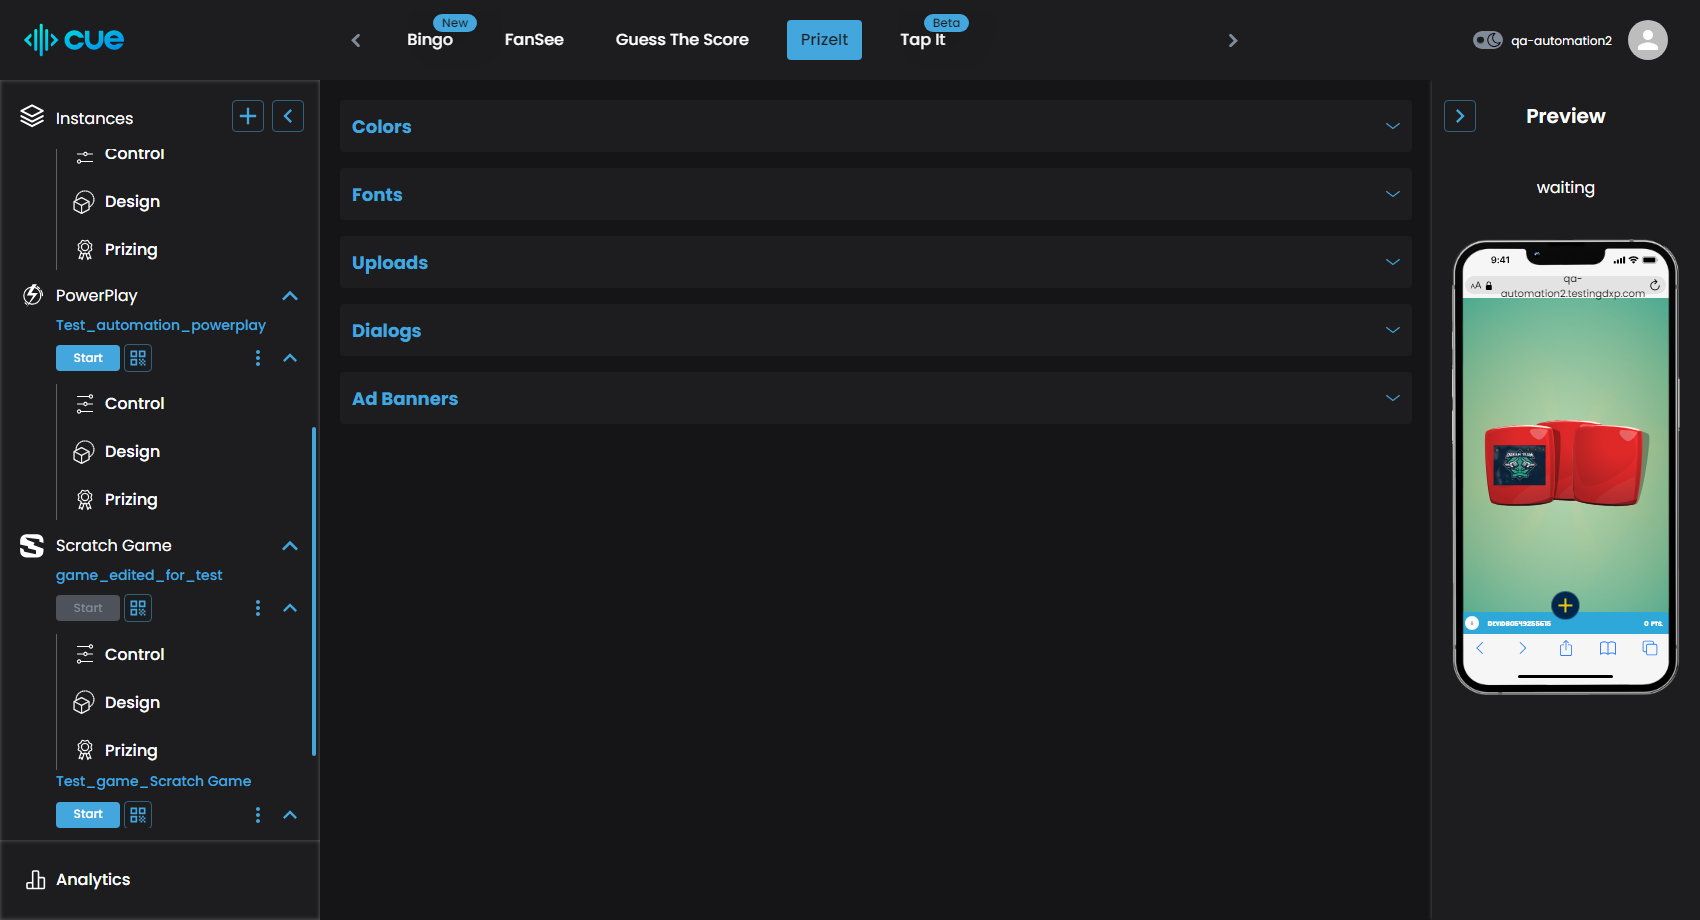 cue
Bingo
New
FanSee
Guess The Score
PrizeIt
Tap It
Beta
qa-automation2
Instances
Control
Design
Prizing
PowerPlay
Test_automation_powerplay
Start
Control
Design
Prizing
Scratch Game
game_edited_for_test
Start
Control
Design
Prizing
Test_game_Scratch Game
Start
Analytics
Colors
Fonts
Uploads
Dialogs
Ad Banners
Preview
waiting
9:41
AA
qa-
automation2.testingdxp.com
0 PTS.